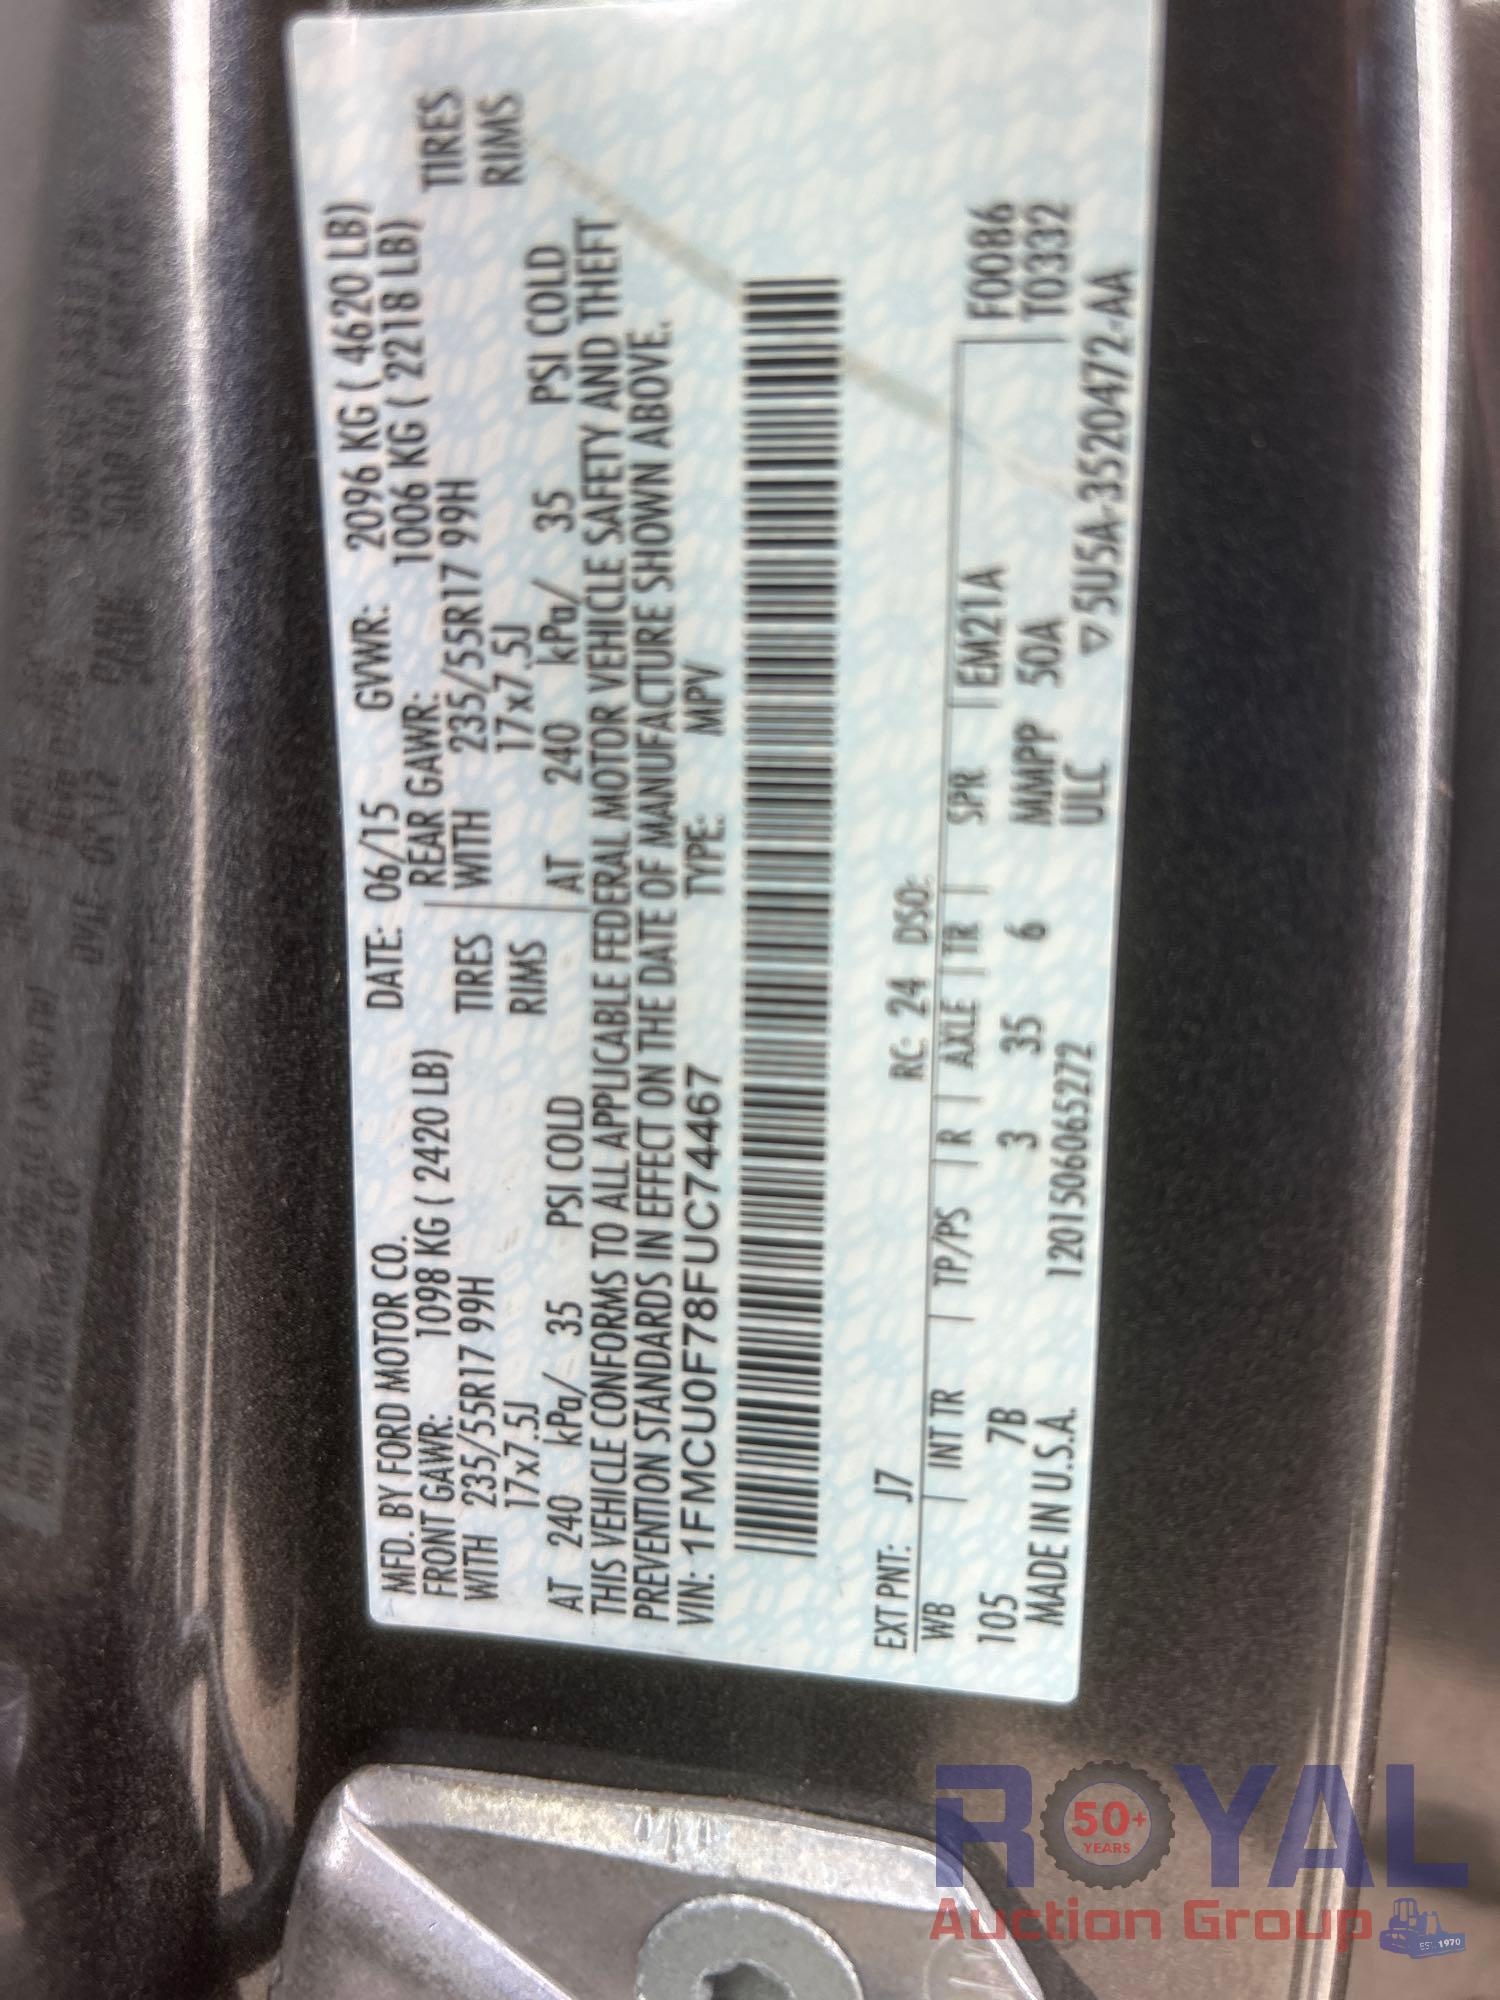 MFD. BY FORD MOTOR CO. DATE: 06/15 GVWR: 2096 KG ( 4620 LB)
FRONT GAWR: 1098 KG ( 2420 LB) REAR GAWR: 1006 KG ( 2218 LB)
WITH 235/55R17 99H TIRES WITH 235/55R17 99H TIRES
17x7.5J RIMS 17x7.5J RIMS
AT 240 kPa/ 35 PSI COLD AT 240 kPa/ 35 PSI COLD
THIS VEHICLE CONFORMS TO ALL APPLICABLE FEDERAL MOTOR VEHICLE SAFETY AND THEFT
PREVENTION STANDARDS IN EFFECT ON THE DATE OF MANUFACTURE SHOWN ABOVE.
VIN: 1FMCU0F78FUC74467 TYPE: MPV
EXT PNT: J7 RC: 24 DSO:
WB INT TR TP/PS R AXLE TR SPR EM21A F0086
105 7B 3 35 6 MMPP 50A T0332
MADE IN U.S.A. 1201506065272 ULC ▽5U5A-3520472-AA
ROYAL
50+
YEARS
Auction Group
EST. 1970